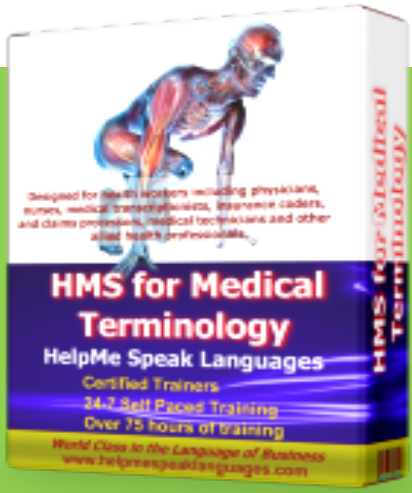 Designed for health workers including physicians,
nurses, medical transcriptionists, insurance coders,
and claims processors, medical technicians and other
allied health professionals.
HMS for Medical
Terminology
HelpMe Speak Languages
Certified Trainers
24-7 Self Paced Training
Over 75 hours of training
World Class in the Language of Business
www.helpmespeaklanguages.com
HMS for Medical
Terminology